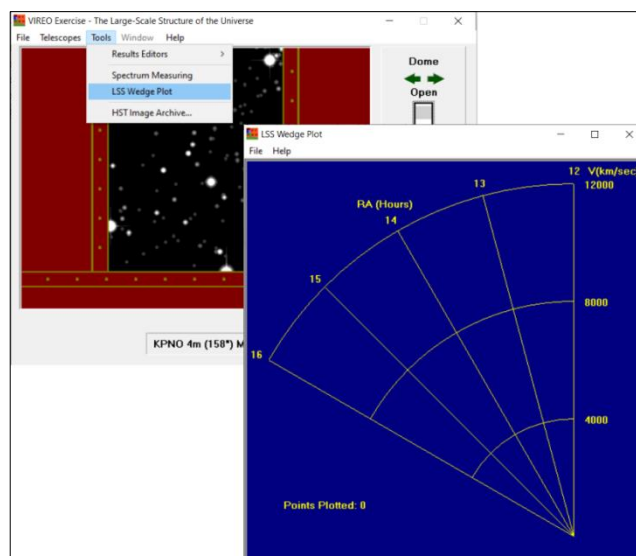 VIREO Exercise - The Large-Scale Structure of the Universe
File Telescopes Tools Window Help
Results Editors
Spectrum Measuring
LSS Wedge Plot
HST Image Archive...
Dome
Open
KPNO 4m (158") M
LSS Wedge Plot
File Help
12 V(km/sec
13
12000
RA (Hours)
14
15
8000
16
4000
Points Plotted: 0